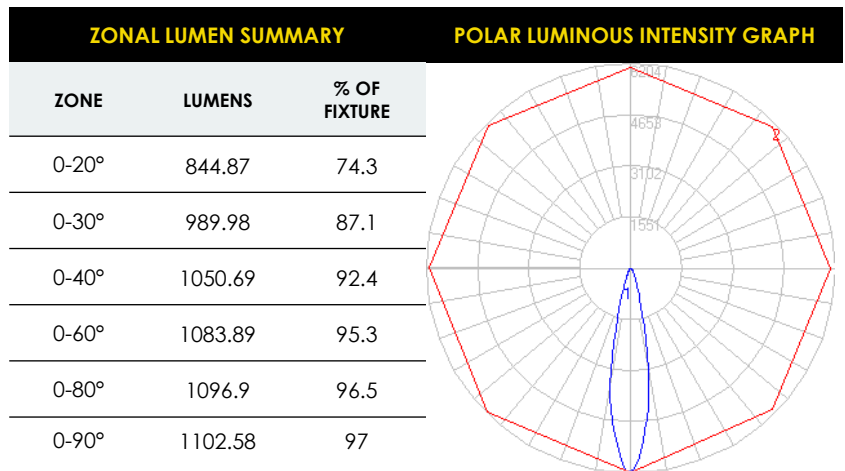 ZONAL LUMEN SUMMARY
POLAR LUMINOUS INTENSITY GRAPH
ZONE LUMENS % OF FIXTURE
0-20° 844.87 74.3
0-30° 989.98 87.1
0-40° 1050.69 92.4
0-60° 1083.89 95.3
0-80° 1096.9 96.5
0-90° 1102.58 97
6204
4653
2
3102
1551
1